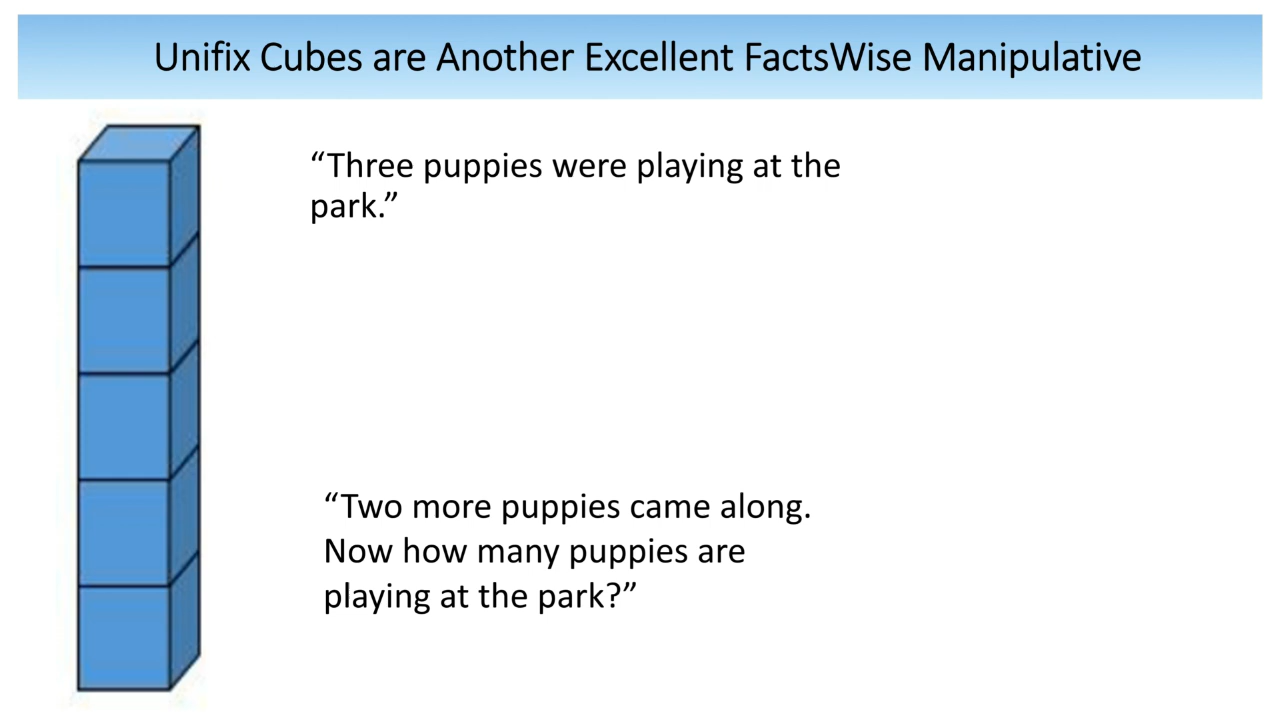 Unifix Cubes are Another Excellent FactsWise Manipulative
“Three puppies were playing at the
park.”
“Two more puppies came along.
Now how many puppies are
playing at the park?”